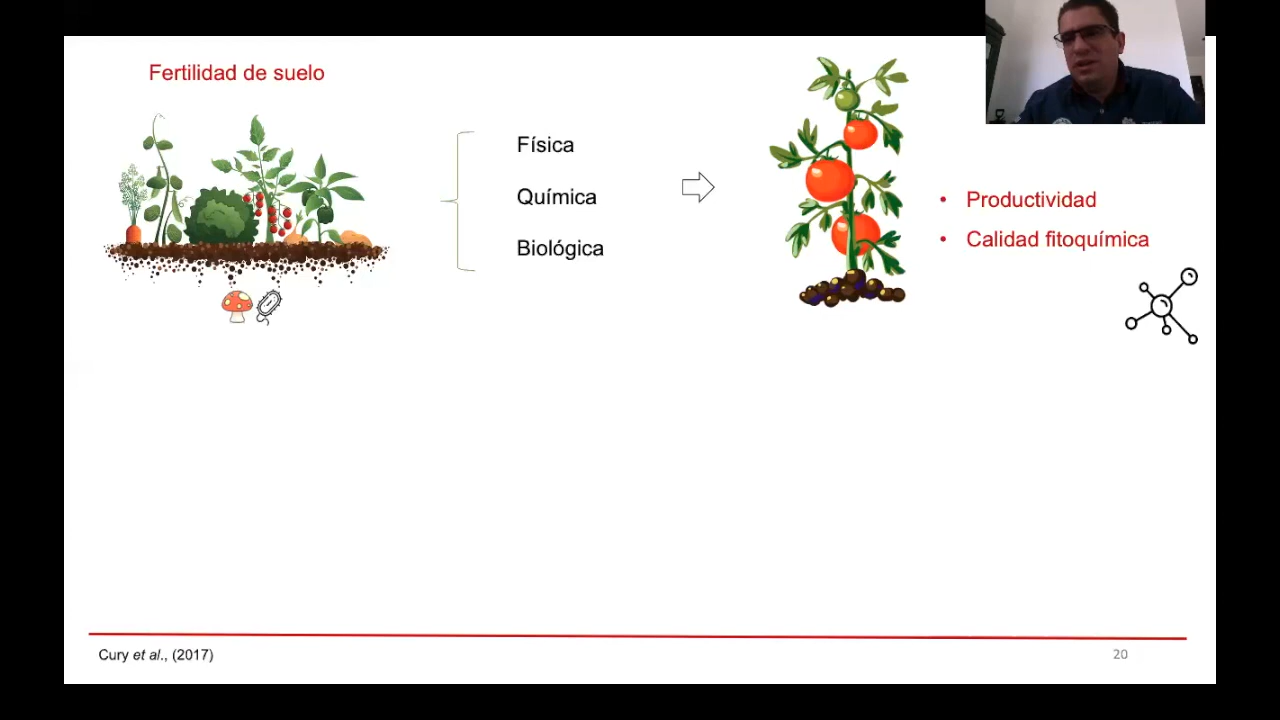 Fertilidad de suelo
Física
Química
Biológica
• Productividad
• Calidad fitoquímica
Cury et al., (2017)
20